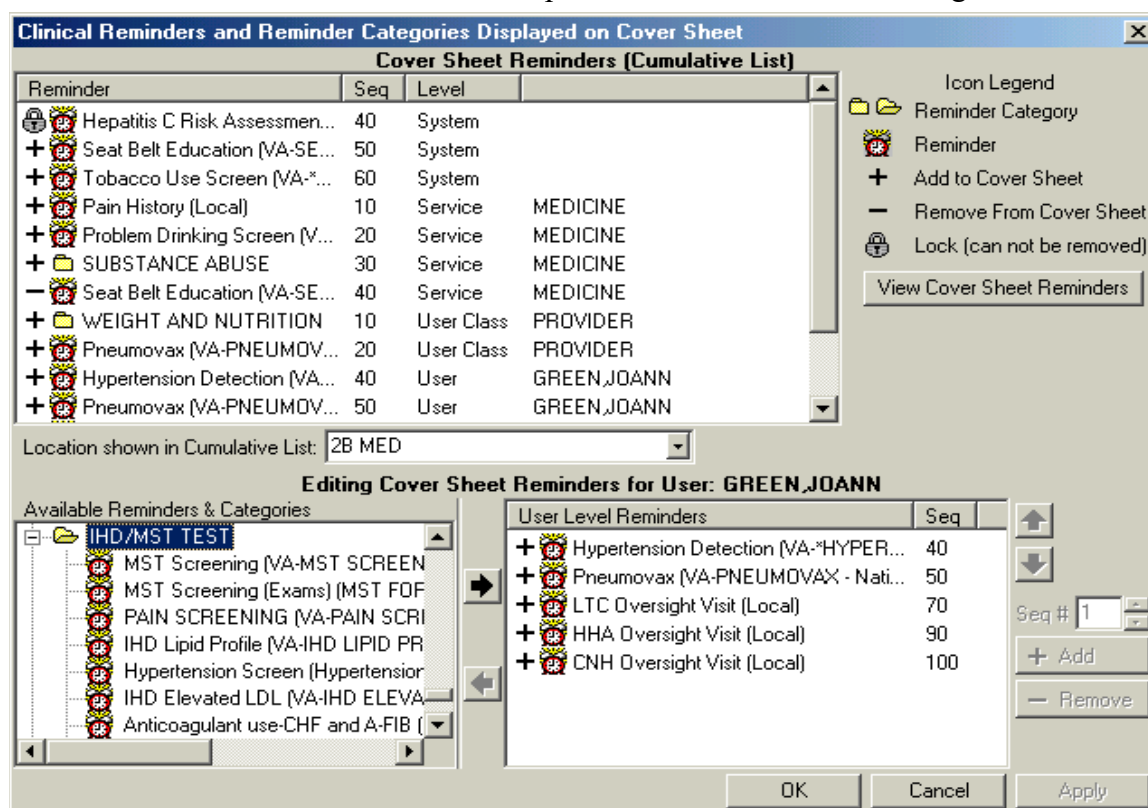 Clinical Reminders and Reminder Categories Displayed on Cover Sheet
Cover Sheet Reminders (Cumulative List)
Reminder Seq Level
Hepatitis C Risk Assessmen... 40 System
Seat Belt Education (VA-SE... 50 System
Tobacco Use Screen (VA-*... 60 System
Pain History (Local) 10 Service MEDICINE
Problem Drinking Screen (V... 20 Service MEDICINE
SUBSTANCE ABUSE 30 Service MEDICINE
Seat Belt Education (VA-SE... 40 Service MEDICINE
WEIGHT AND NUTRITION 10 User Class PROVIDER
Pneumovax (VA-PNEUMOV... 20 User Class PROVIDER
Hypertension Detection (VA... 40 User GREEN,JOANN
Pneumovax (VA-PNEUMOV... 50 User GREEN,JOANN
Icon Legend
Reminder Category
Reminder
+ Add to Cover Sheet
− Remove From Cover Sheet
Lock (can not be removed)
View Cover Sheet Reminders
Location shown in Cumulative List: 2B MED
Editing Cover Sheet Reminders for User: GREEN,JOANN
Available Reminders & Categories
IHD/MST TEST
MST Screening (VA-MST SCREEN
MST Screening (Exams) (MST FOF
PAIN SCREENING (VA-PAIN SCRI
IHD Lipid Profile (VA-IHD LIPID PR
Hypertension Screen (Hypertension
IHD Elevated LDL (VA-IHD ELEVA
Anticoagulant use-CHF and A-FIB (
User Level Reminders Seq
Hypertension Detection (VA-*HYPER... 40
Pneumovax (VA-PNEUMOVAX - Nati... 50
LTC Oversight Visit (Local) 70
HHA Oversight Visit (Local) 90
CNH Oversight Visit (Local) 100
Seq # 1
+ Add
− Remove
OK Cancel Apply